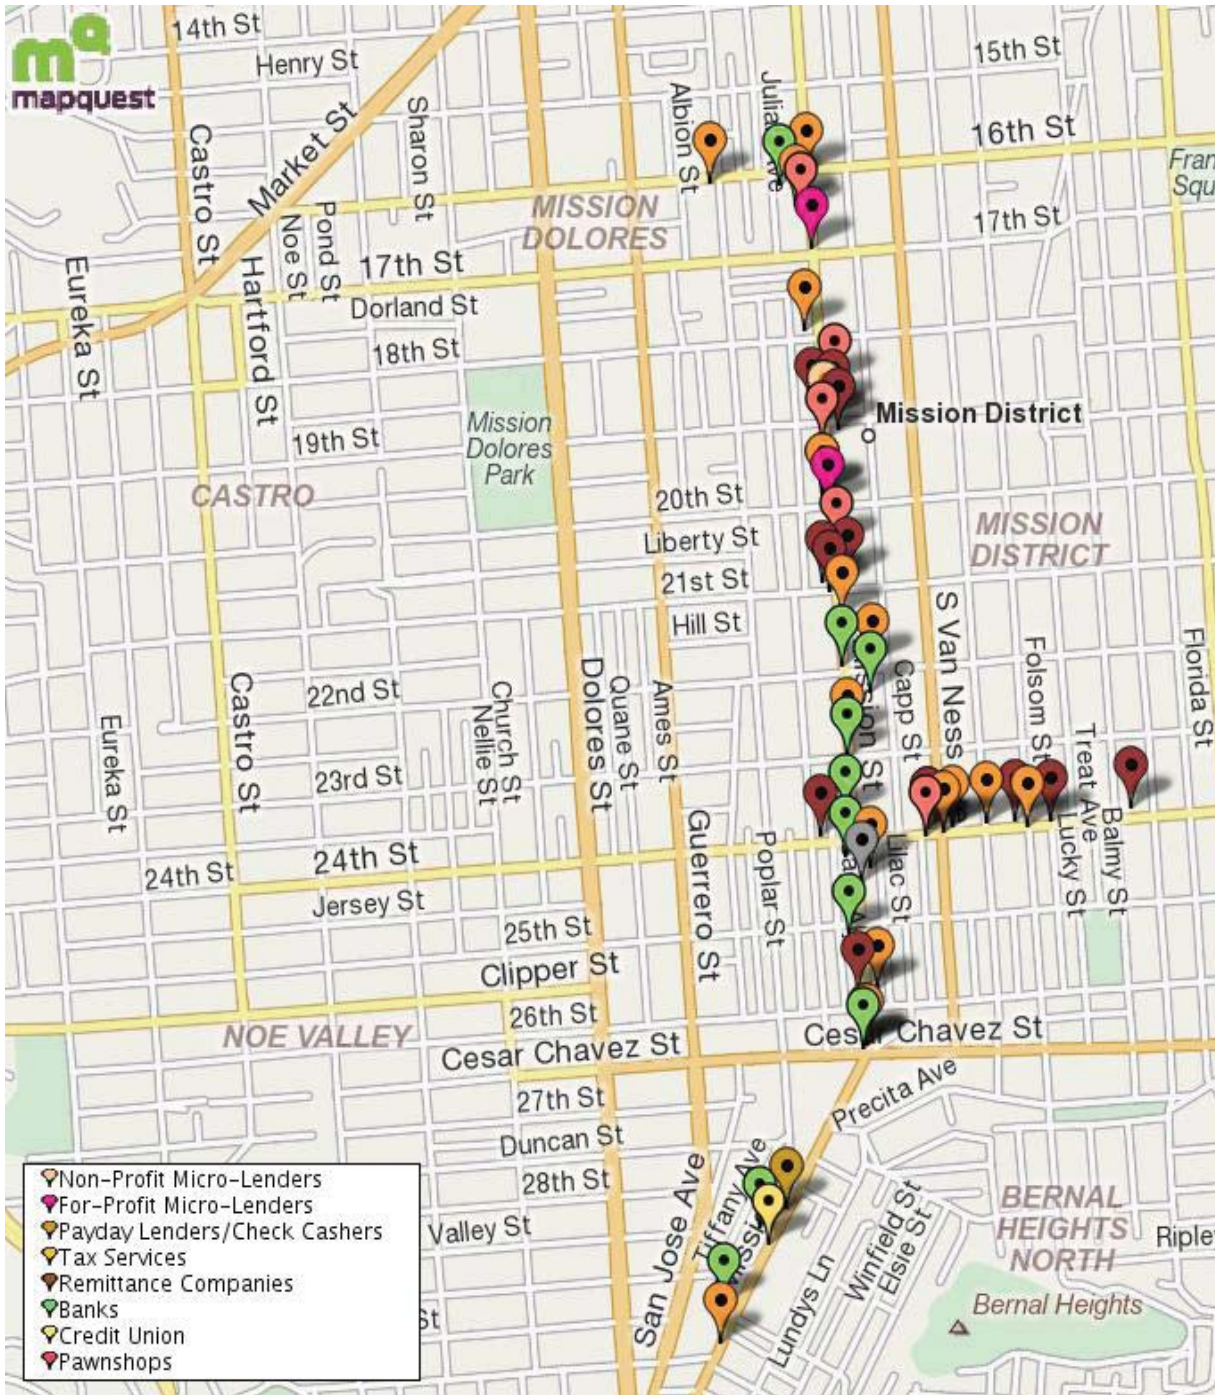 mapquest
14th St
Henry St
15th St
Castro St
Market St
Sharon St
Albion St
16th St
MISSION
DOLORES
Noe St
Pond St
17th St
17th St
Eureka St
Hartford St
Dorland St
18th St
Mission
Dolores
Park
Mission District
19th St
CASTRO
20th St
MISSION
DISTRICT
Liberty St
21st St
Hill St
S Van Ness
Folsom St
Florida St
Castro St
22nd St
Church St
Nellie St
Dolores St
Quane St
Ames St
Capp St
Eureka St
23rd St
Treat Ave
Lucky St
Balmy St
Guerrero St
Poplar St
Lilac St
24th St
24th St
Jersey St
25th St
Clipper St
26th St
NOE VALLEY
Cesar Chavez St
Cesar Chavez St
27th St
Precita Ave
Duncan St
28th St
Valley St
San Jose Ave
Tiffany Ave
Lundys Ln
Winfield St
Elsie St
BERNAL
HEIGHTS
NORTH
Bernal Heights
St
Non-Profit Micro-Lenders
For-Profit Micro-Lenders
Payday Lenders/Check Cashers
Tax Services
Remittance Companies
Banks
Credit Union
Pawnshops